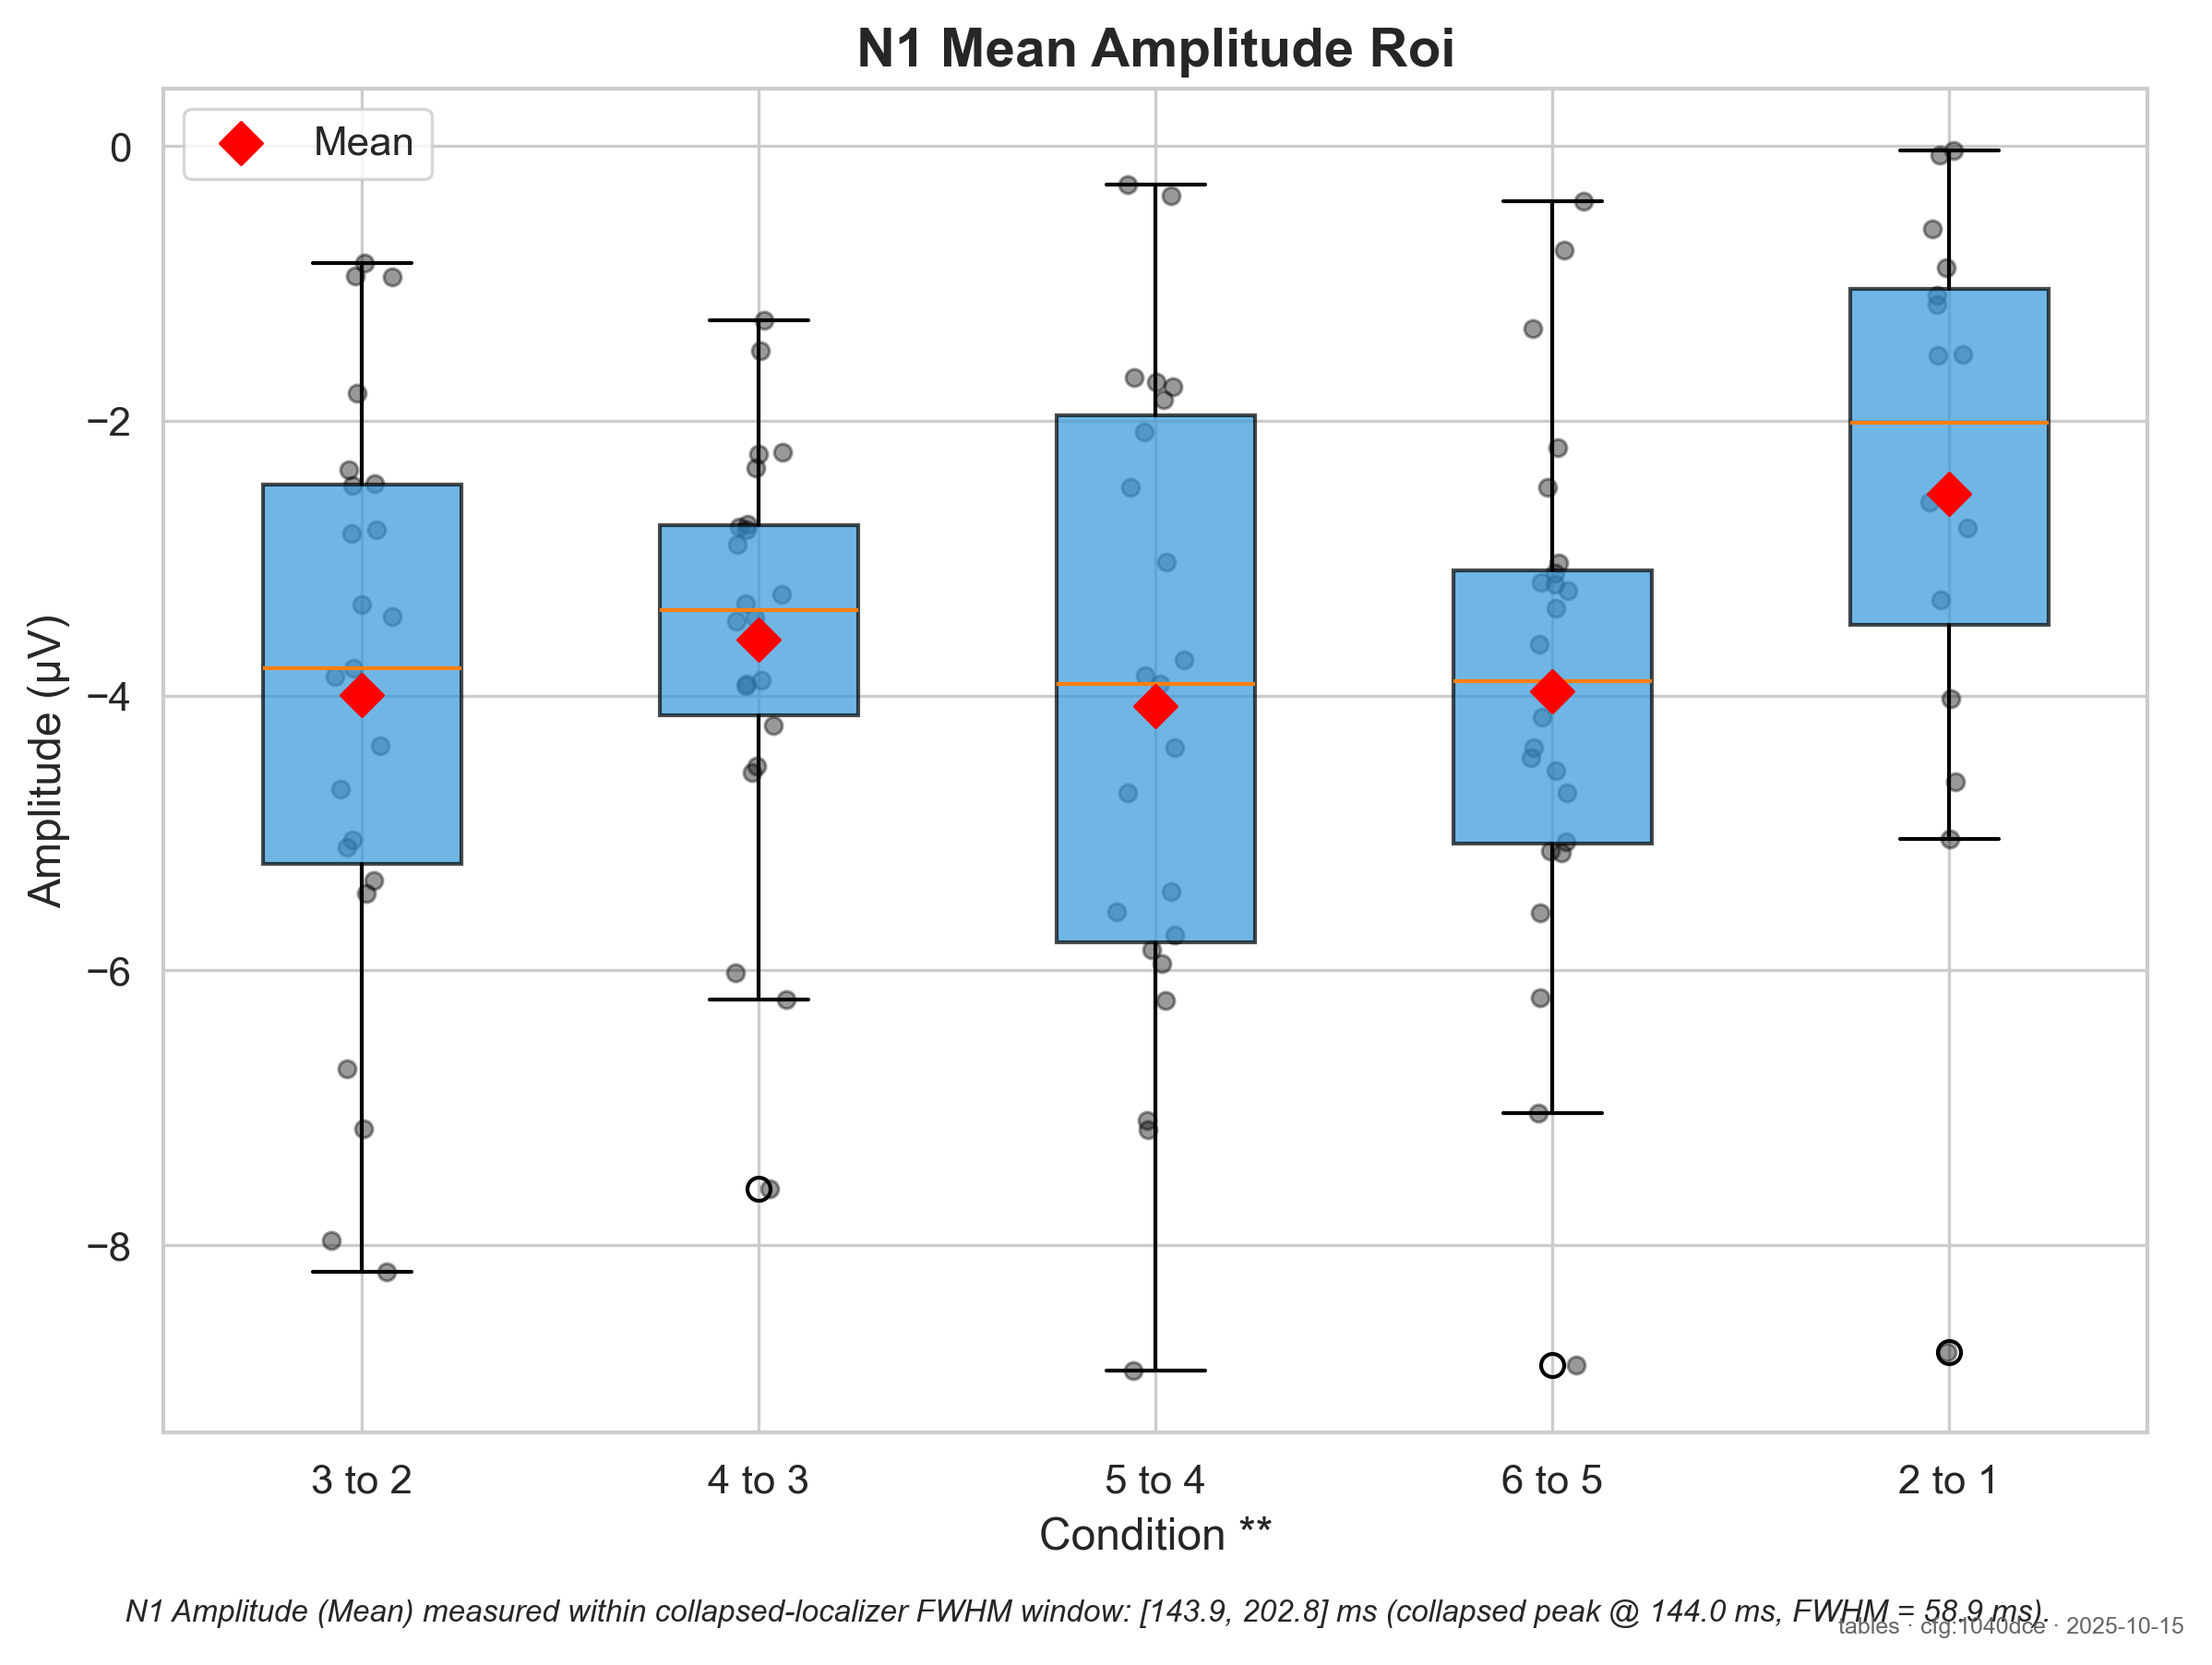 N1 Mean Amplitude Roi
Mean
0
−2
−4
−6
−8
Amplitude (µV)
3 to 2 4 to 3 5 to 4 6 to 5 2 to 1
Condition **
N1 Amplitude (Mean) measured within collapsed-localizer FWHM window: [143.9, 202.8] ms (collapsed peak @ 144.0 ms, FWHM = 58.9 ms).
tables · cfg:1040dce · 2025-10-15